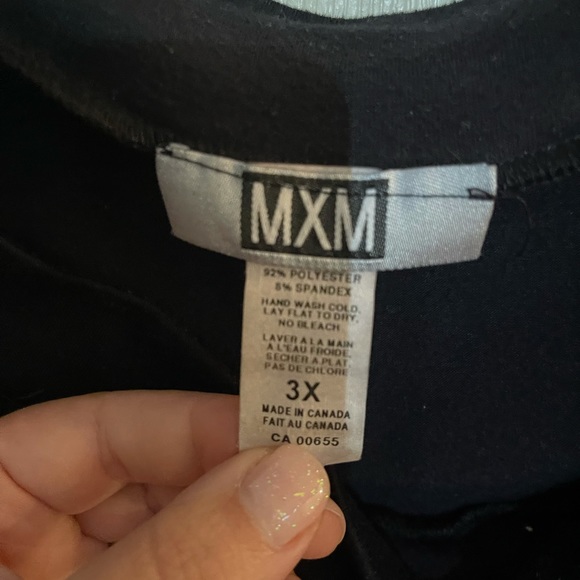 MXM
92% POLYESTER
8% SPANDEX
HAND WASH COLD,
LAY FLAT TO DRY,
NO BLEACH
LAVER A LA MAIN
A L'EAU FROIDE,
SECHER A PLAT,
PAS DE CHLORE
3X
MADE IN CANADA
FAIT AU CANADA
CA 00655